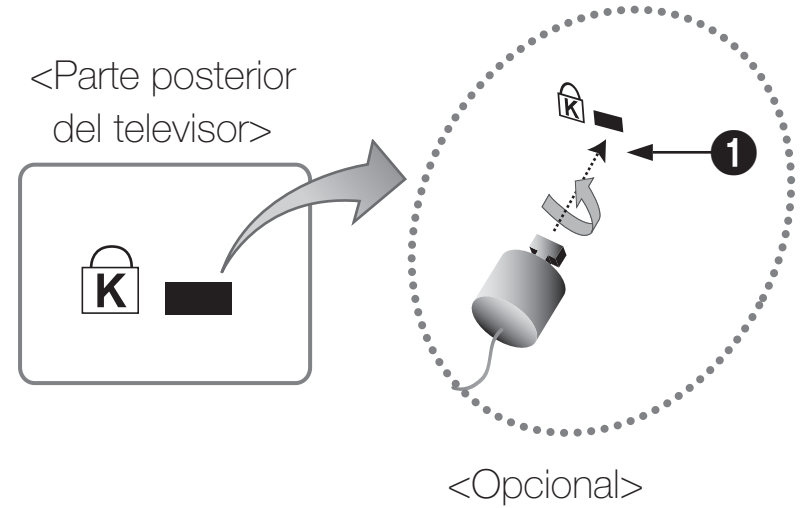 <Parte posterior
del televisor>
K
K
1
<Opcional>